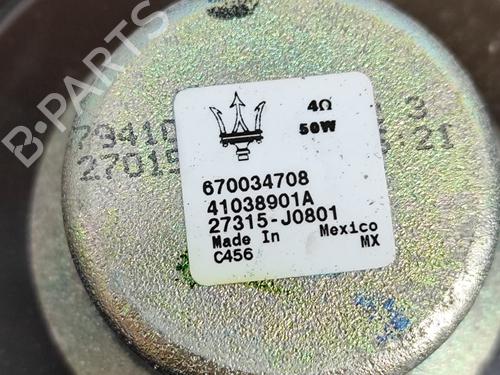 B-PARTS
4Ω
50W
670034708
41038901A
27315-J0801
Made In Mexico
C456 MX